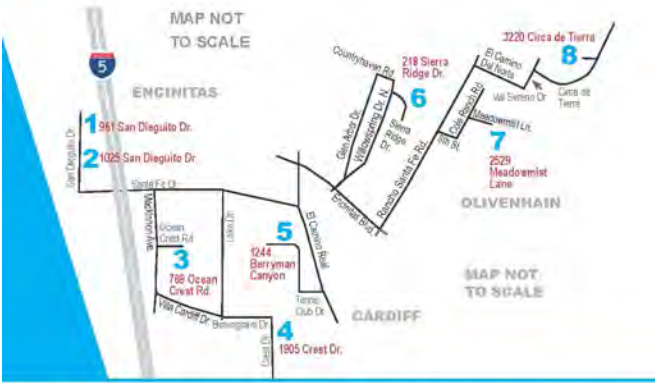 MAP NOT
TO SCALE
5
ENCINITAS
1 961 San Dieguito Dr.
2 1025 San Dieguito Dr.
San Dieguito Dr.
Santa Fe Dr.
Mackinnon Ave.
Ocean
Crest Rd
3
769 Ocean
Crest Rd.
Villa Cardiff Dr.
Birmingham Dr.
Lake Dr.
5
1244
Berryman
Canyon
El Camino Real
Tennis
Club Dr.
4
1905 Crest Dr.
Crest Dr.
CARDIFF
Countryhaven Rd.
218 Sierra
Ridge Dr.
6
Glen Arbor Dr.
Willowspring Dr. N.
Sierra
Ridge
Dr.
Encinitas Blvd.
Rancho Santa Fe Rd.
8th St.
Cole Ranch Rd.
Meadowmist Ln.
7
2529
Meadowmist
Lane
OLIVENHAIN
El Camino
Del Norte
Val Sereno Dr.
3220 Circa de Tierra
8
Circa de
Tierra
MAP NOT
TO SCALE